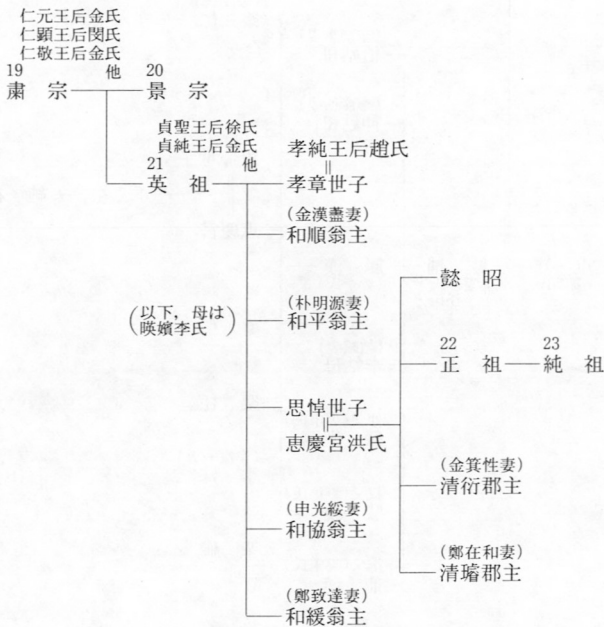 仁元王后金氏
仁顕王后閔氏
仁敬王后金氏
19 他 20
粛宗 景宗
貞聖王后徐氏
貞純王后金氏
21 他
英祖
孝純王后趙氏
孝章世子
(金漢藎妻)
和順翁主
(以下,母は
暎嬪李氏)
(朴明源妻)
和平翁主
思悼世子
恵慶宮洪氏
(申光綏妻)
和協翁主
(鄭致達妻)
和緩翁主
懿昭
22 23
正祖 純祖
(金箕性妻)
清衍郡主
(鄭在和妻)
清璿郡主